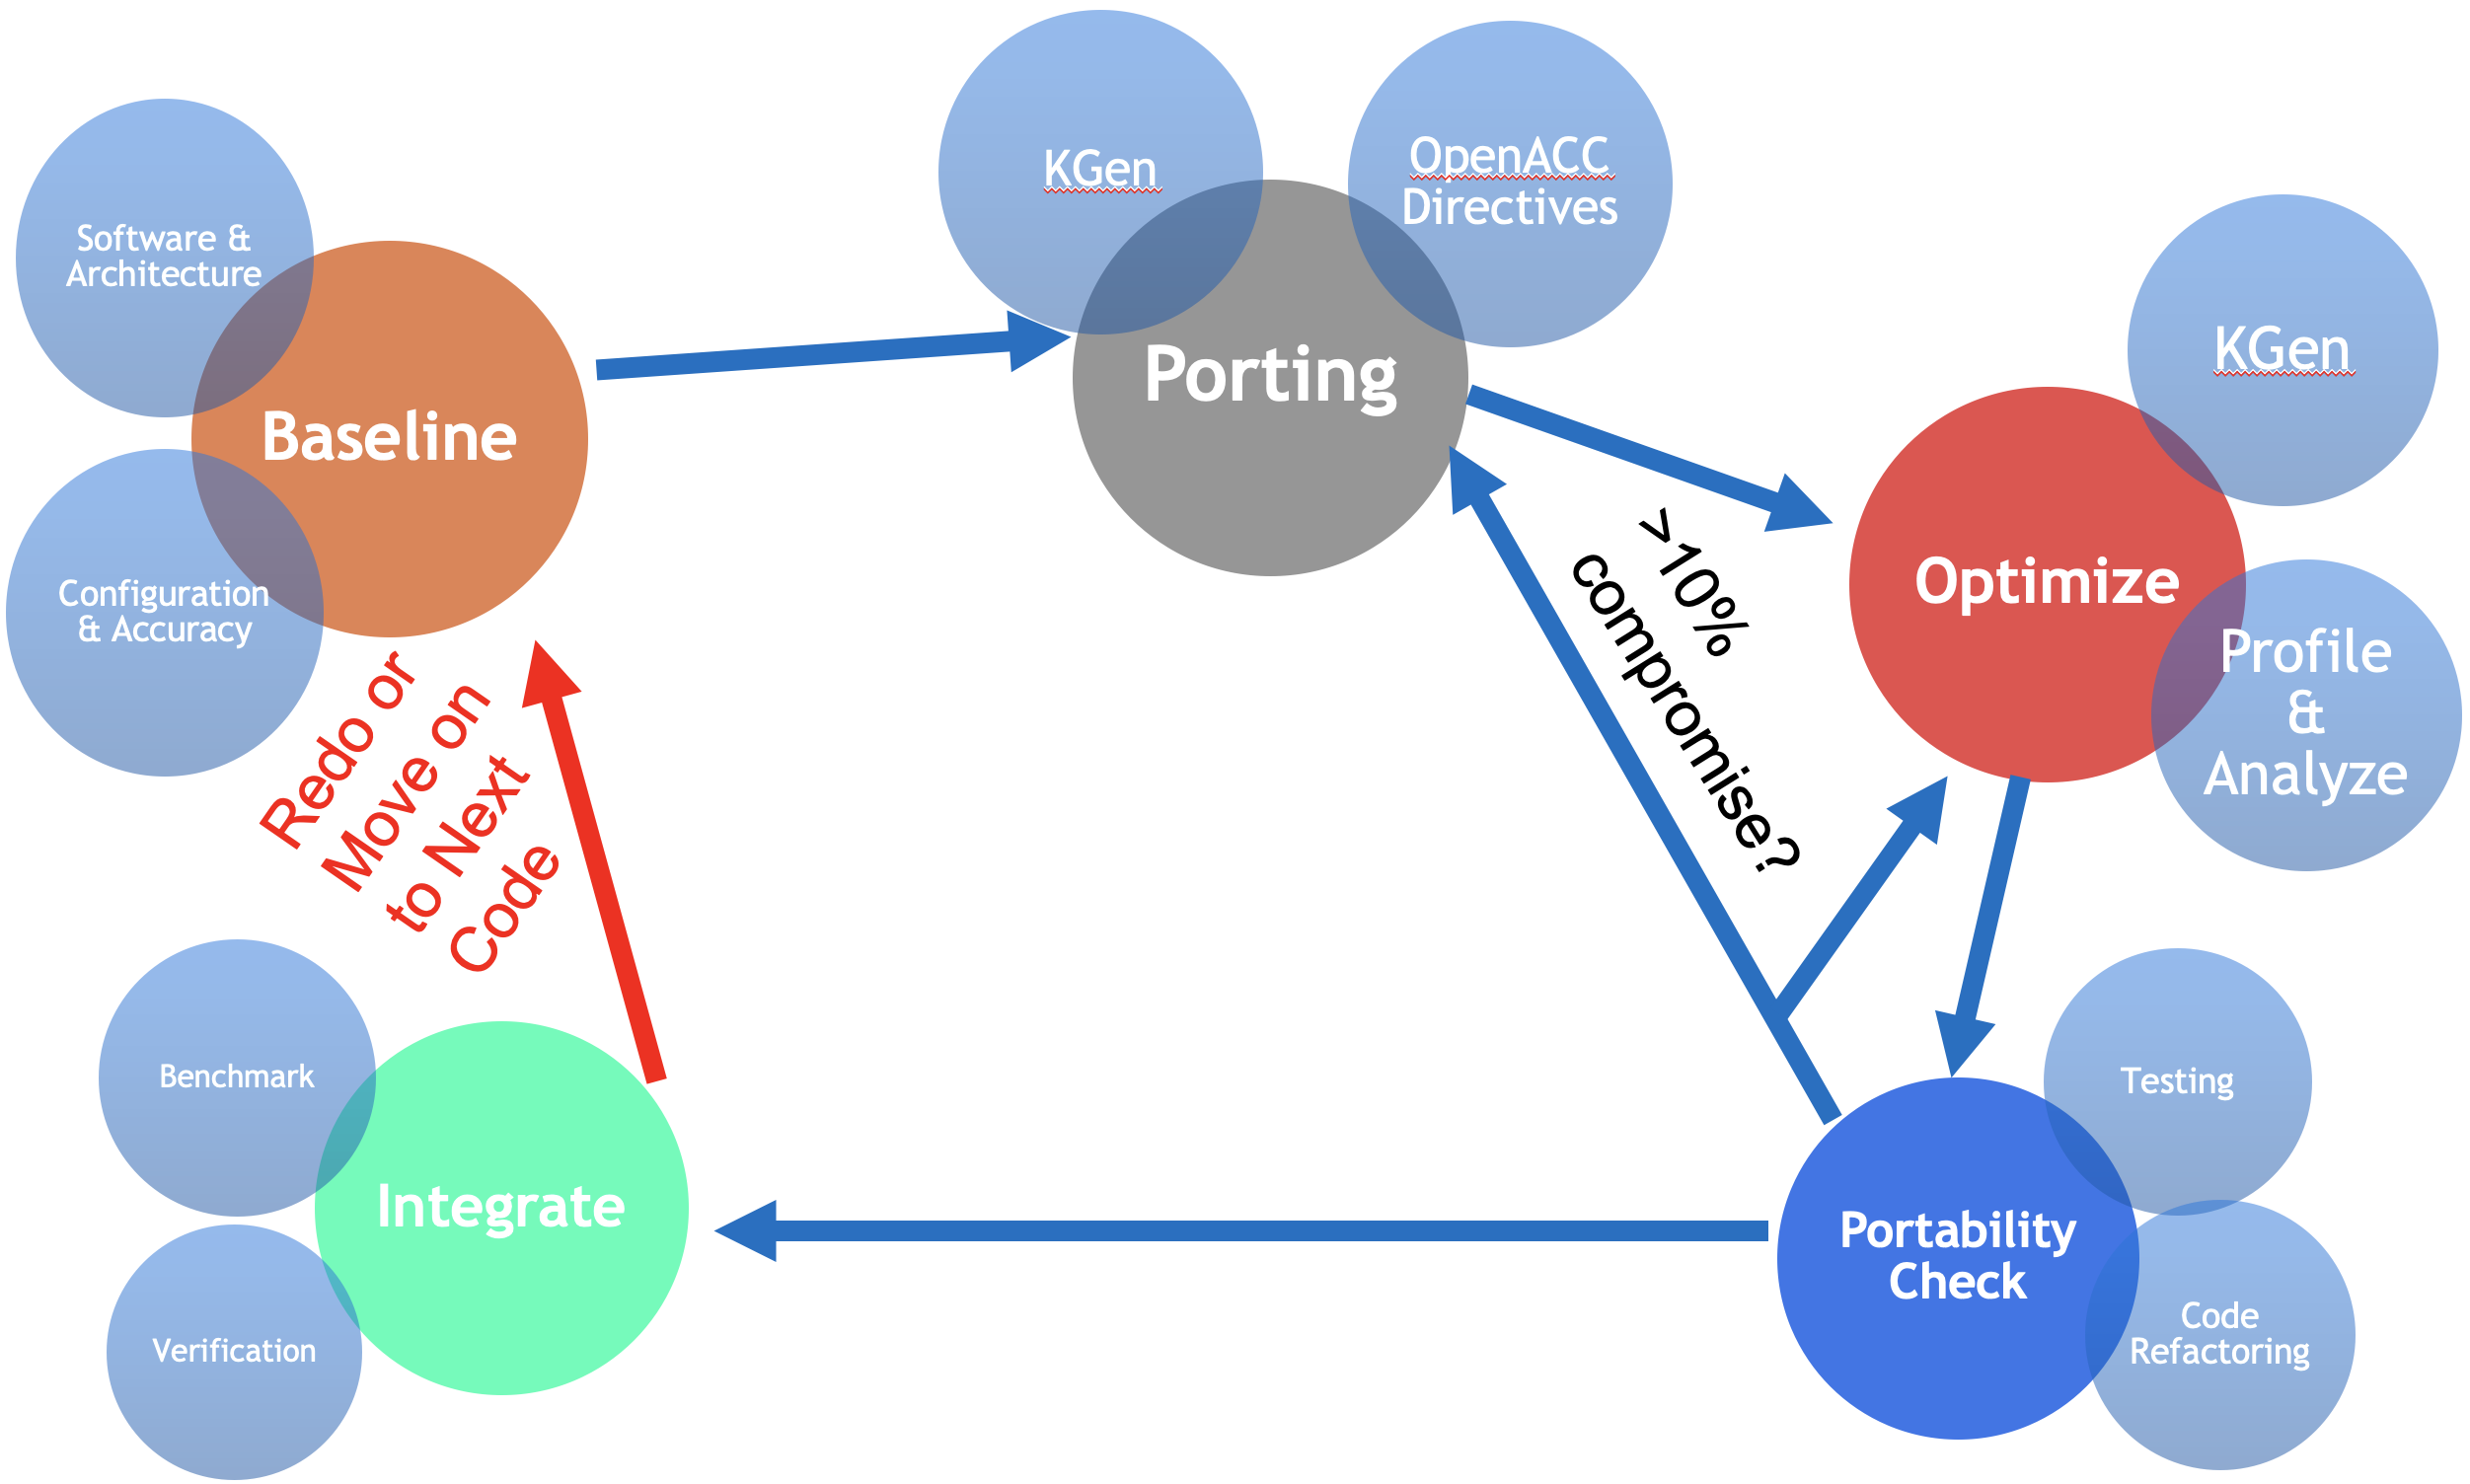 Software &
Architecture
Baseline
Configuration
& Accuracy
KGen
OpenACC
Directives
Porting
KGen
Optimize
Profile
&
Analyze
>10%
compromise?
Redo or
Move on
to Next
Code
Benchmark
Integrate
Verification
Testing
Portability
Check
Code
Refactoring